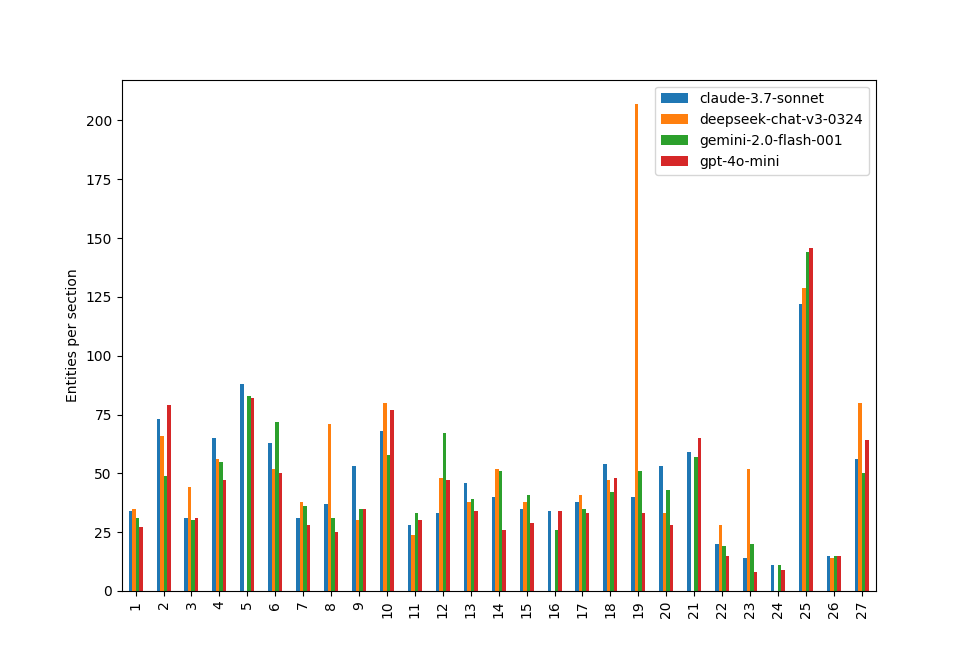 claude-3.7-sonnet
deepseek-chat-v3-0324
gemini-2.0-flash-001
gpt-4o-mini
Entities per section
200
175
150
125
100
75
50
25
0
1 2 3 4 5 6 7 8 9 10 11 12 13 14 15 16 17 18 19 20 21 22 23 24 25 26 27